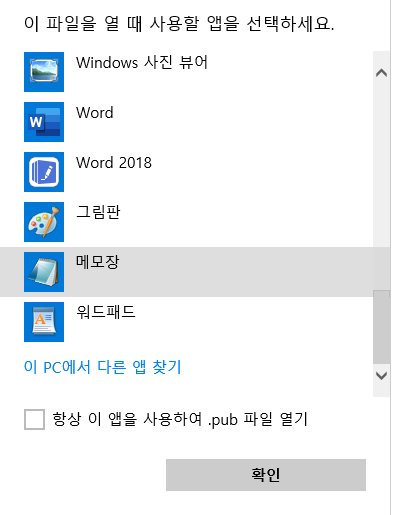 이 파일을 열 때 사용할 앱을 선택하세요.
Windows 사진 뷰어
Word
Word 2018
그림판
메모장
워드패드
이 PC에서 다른 앱 찾기
항상 이 앱을 사용하여 .pub 파일 열기
확인